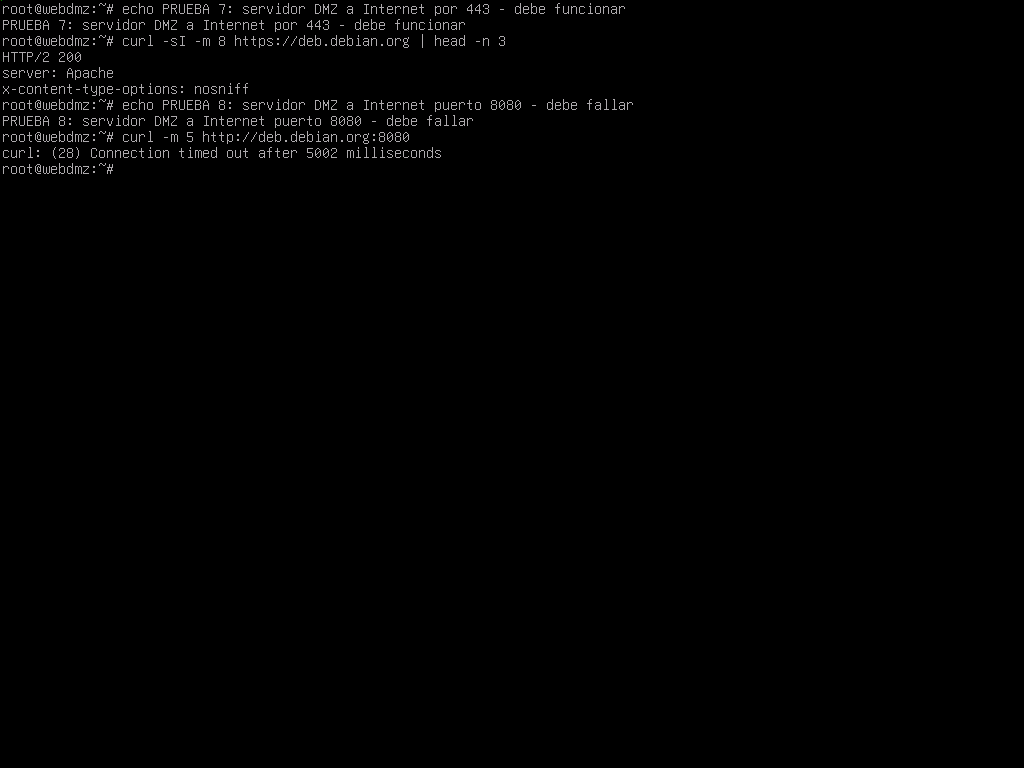 root@webdmz:~# echo PRUEBA 7: servidor DMZ a Internet por 443 - debe funcionar
PRUEBA 7: servidor DMZ a Internet por 443 - debe funcionar
root@webdmz:~# curl -sI -m 8 https://deb.debian.org | head -n 3
HTTP/2 200
server: Apache
x-content-type-options: nosniff
root@webdmz:~# echo PRUEBA 8: servidor DMZ a Internet puerto 8080 - debe fallar
PRUEBA 8: servidor DMZ a Internet puerto 8080 - debe fallar
root@webdmz:~# curl -m 5 http://deb.debian.org:8080
curl: (28) Connection timed out after 5002 milliseconds
root@webdmz:~#